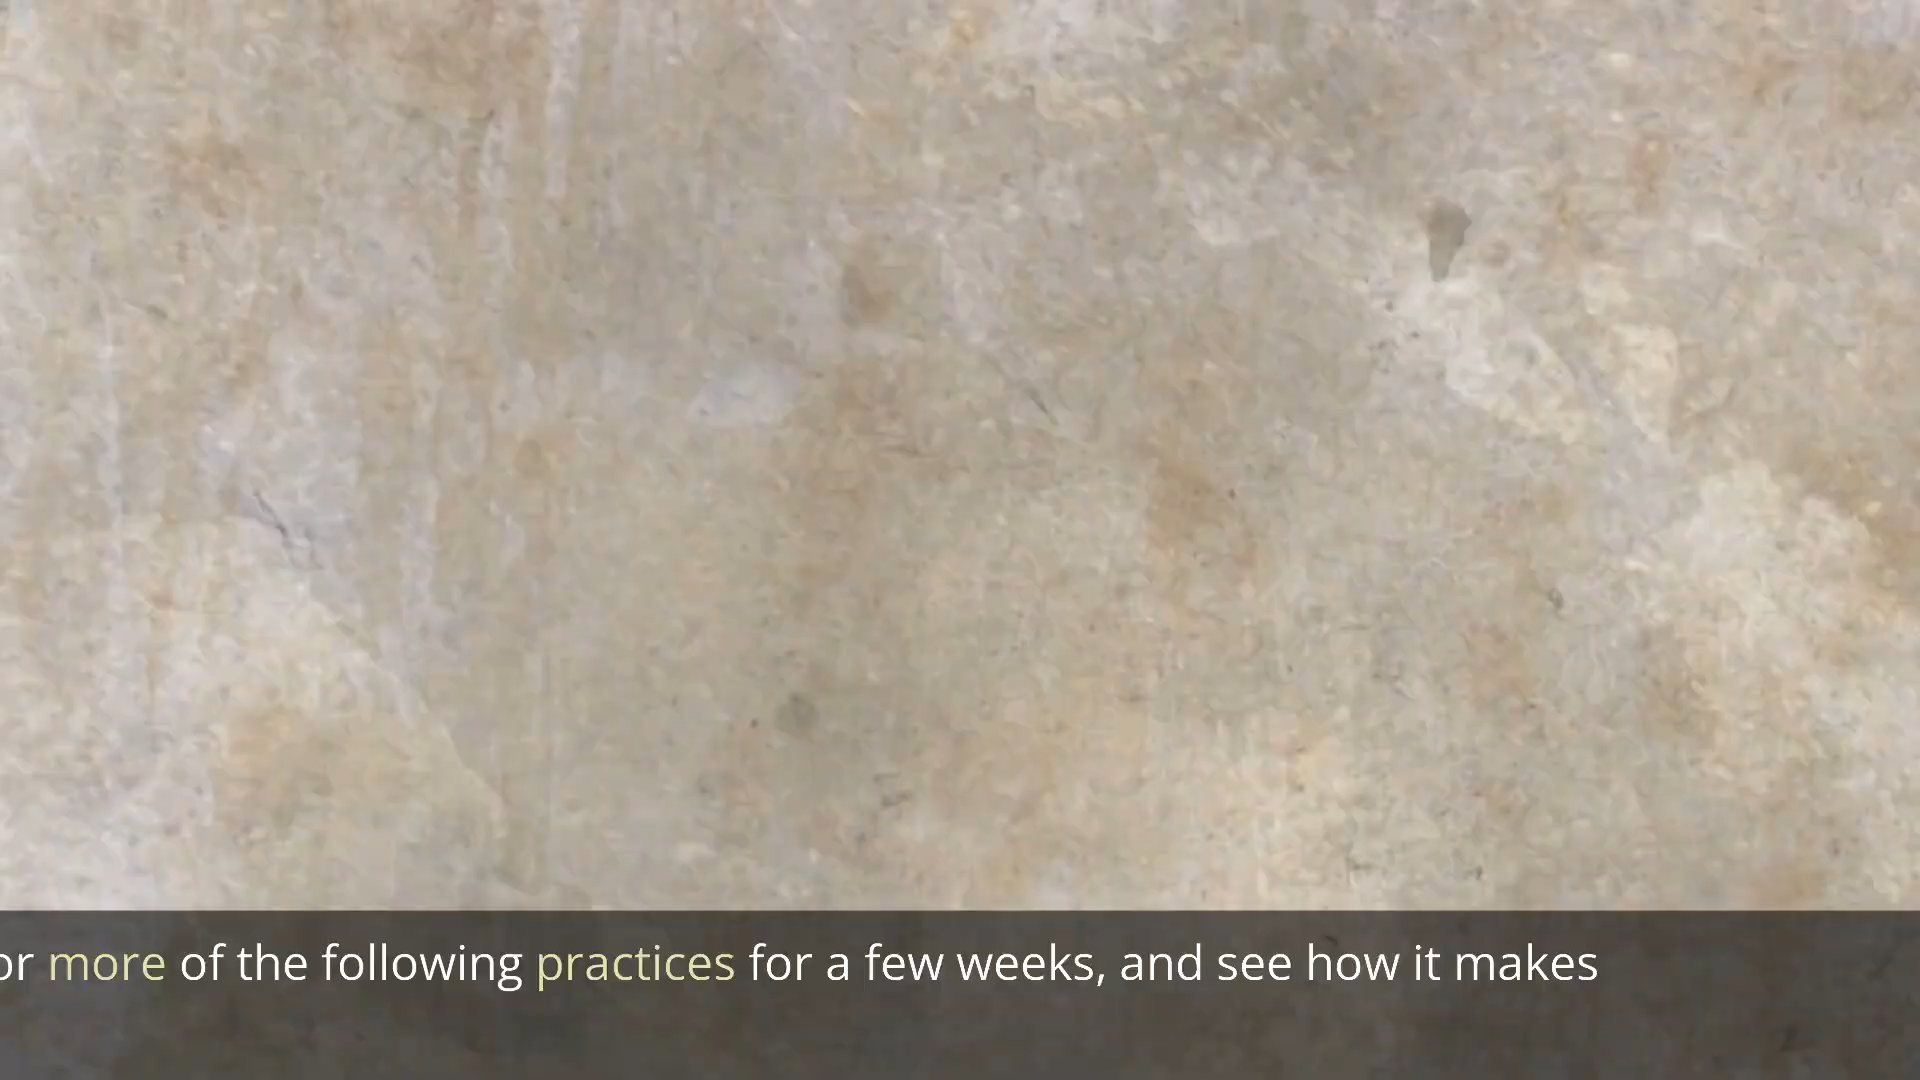 or more of the following practices for a few weeks, and see how it makes